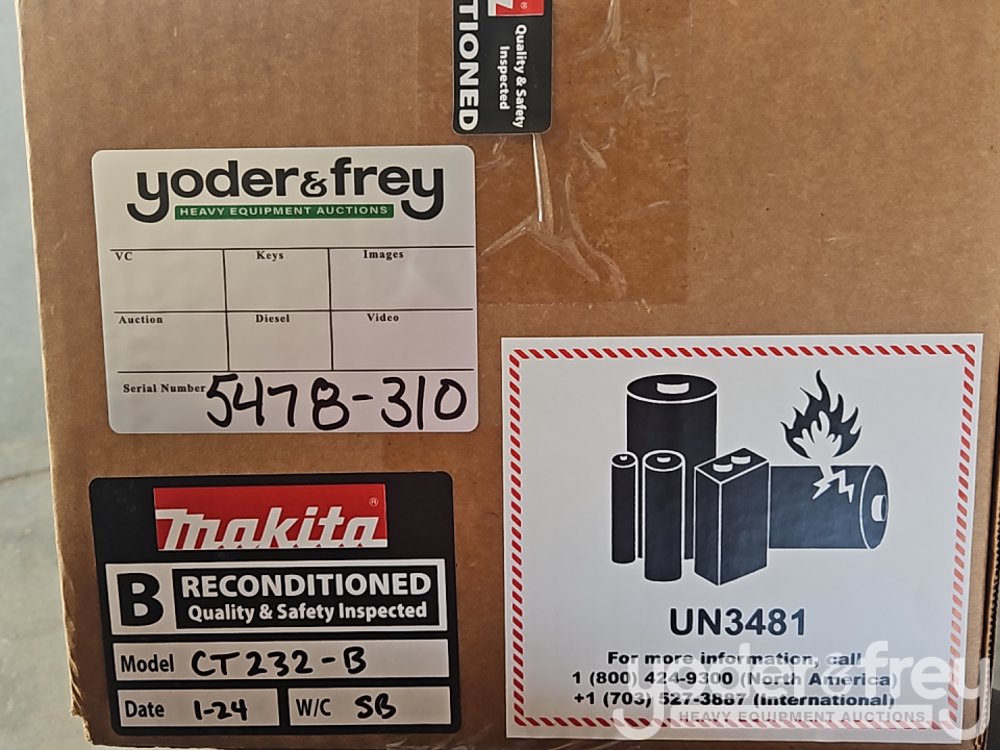 TIONED
Quality & Safety
Inspected
yoder&frey
HEAVY EQUIPMENT AUCTIONS
VC Keys Images
Auction Diesel Video
Serial Number 5478-310
makita®
B RECONDITIONED
Quality & Safety Inspected
Model CT232-B
Date 1-24 W/C SB
UN3481
For more information, call
1 (800) 424-9300 (North America)
+1 (703) 527-3887 (International)
yoder&frey
HEAVY EQUIPMENT AUCTIONS